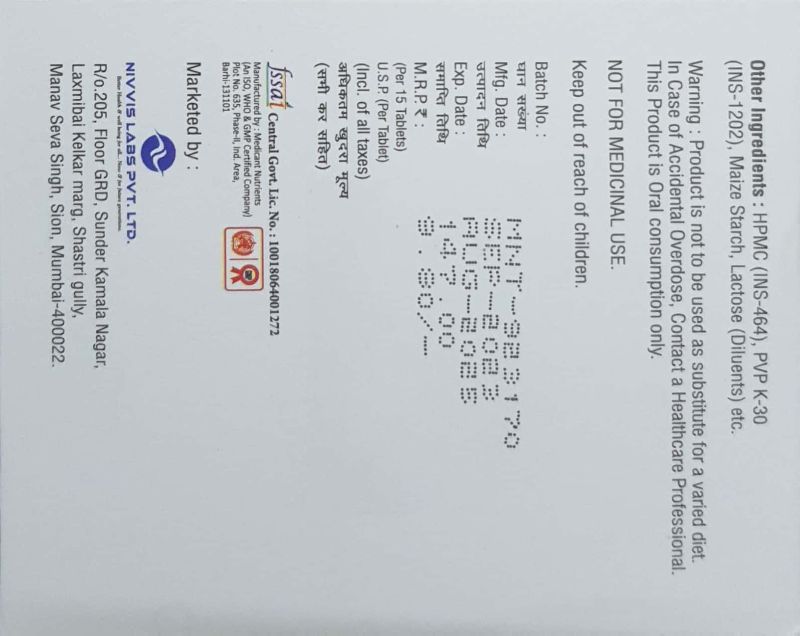 Other Ingredients : HPMC (INS-464), PVP K-30
(INS-1202), Maize Starch, Lactose (Diluents) etc.
Warning : Product is not to be used as substitute for a varied diet.
In Case of Accidental Overdose, Contact a Healthcare Professional.
This Product is Oral consumption only.
NOT FOR MEDICINAL USE.
Keep out of reach of children.
Batch No. :
घान सख्या
Mfg. Date :
उत्पादन तिथि
Exp. Date :
समाप्ति तिथि
M.R.P. ₹ :
(Per 15 Tablets)
U.S.P. (Per Tablet)
(Incl. of all taxes)
अधिकतम खुदरा मूल्य
(सभी कर सहित)
MNT-923170
SEP-2023
AUG-2025
147.00
9.80/-
fssai Central Govt. Lic. No. : 10018064001272
Manufactured by : Medicant Nutrients
(An ISO, WHO & GMP Certified Company)
Plot No. 635, Phase-II, Ind. Area,
Barhi-131101
Marketed by :
NIVVIS LABS PVT. LTD.
Better Health & well being for all... Now & for future generations.
R/o.205, Floor GRD, Sunder Kamala Nagar,
Laxmibai Kelkar marg, Shastri gully,
Manav Seva Singh, Sion, Mumbai-400022.